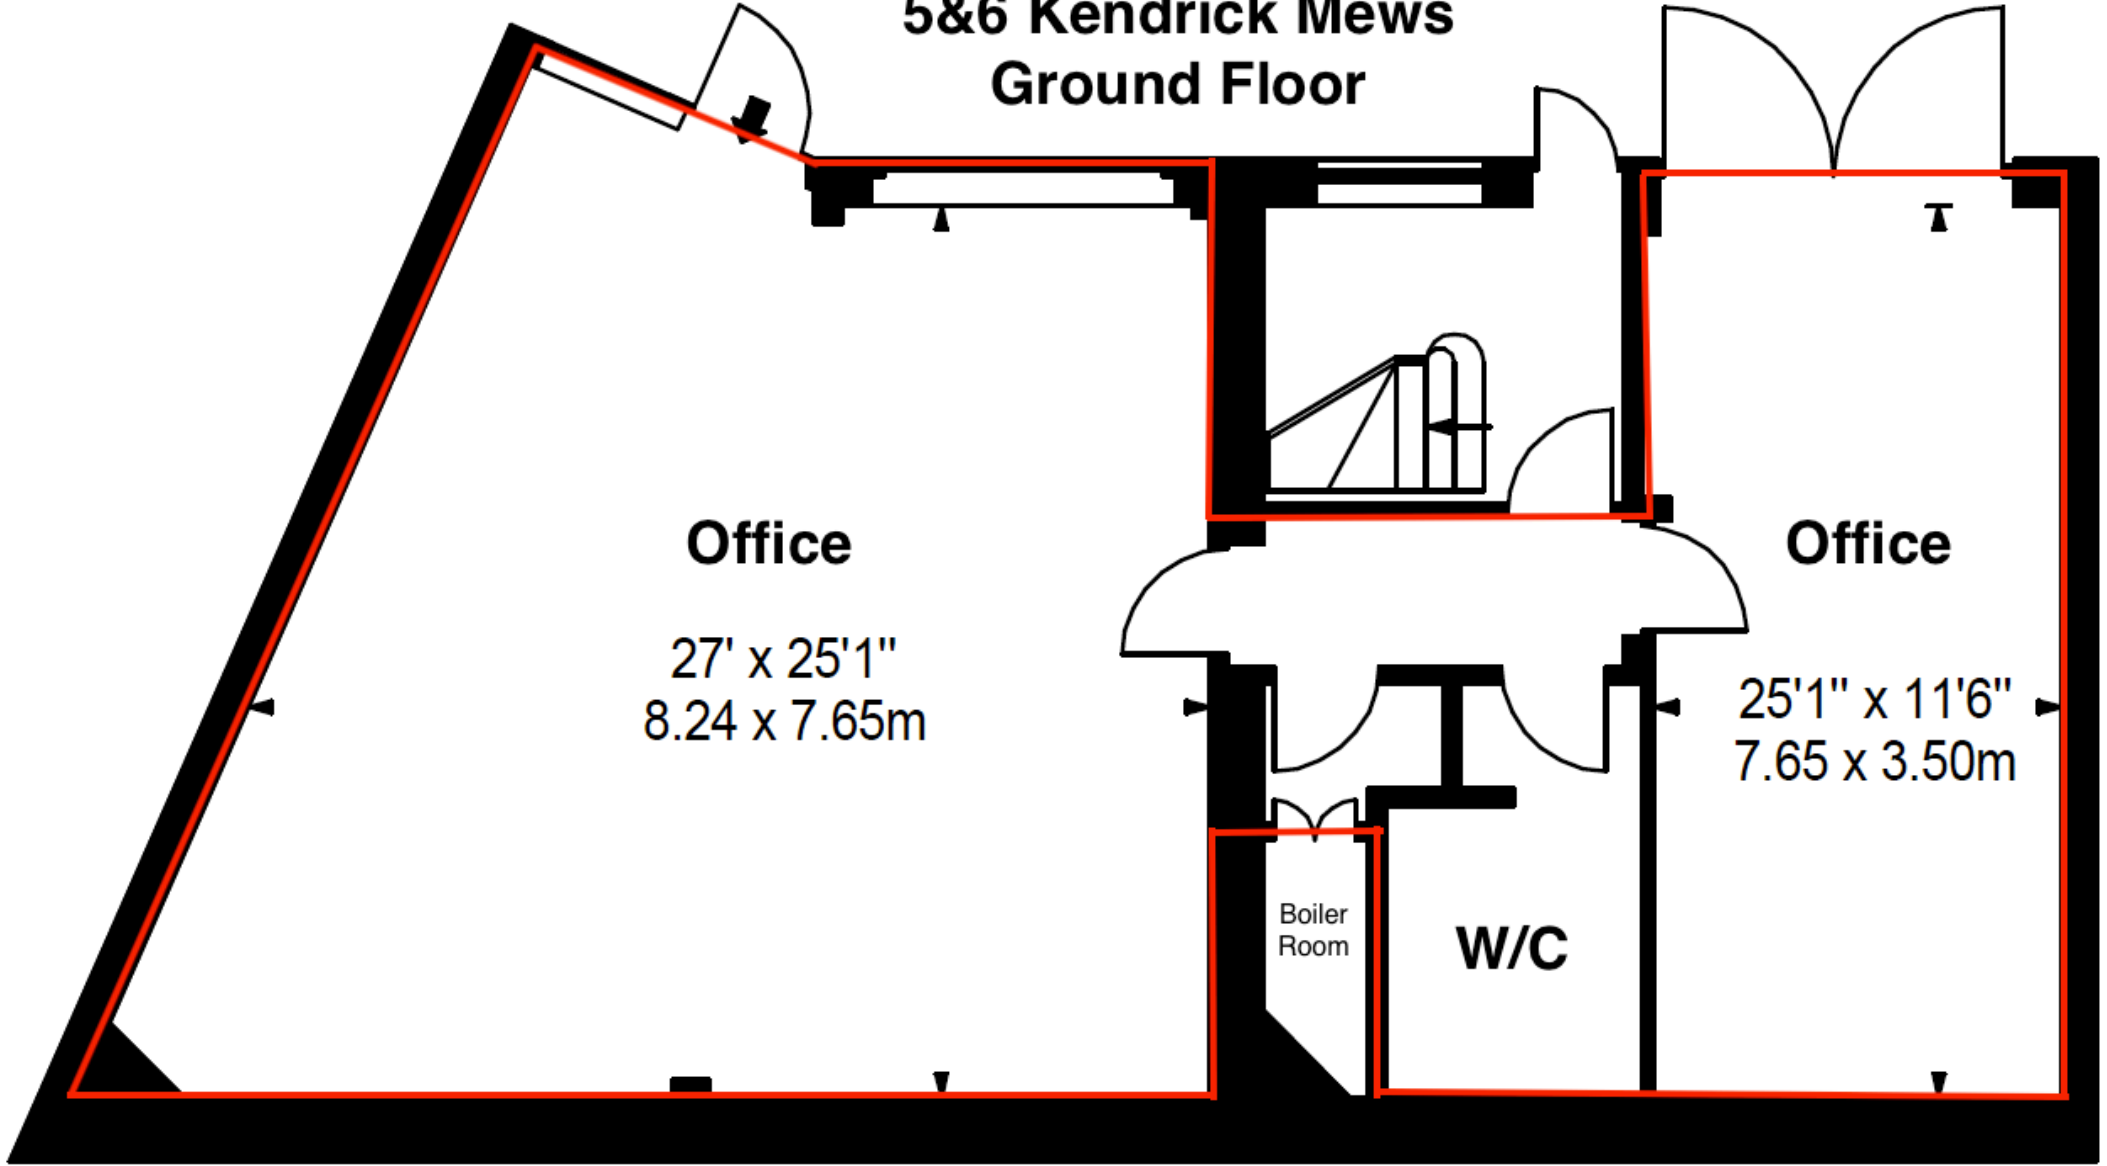 5&6 Kendrick Mews
Ground Floor
Office
27' x 25'1"
8.24 x 7.65m
Office
25'1" x 11'6"
7.65 x 3.50m
Boiler
Room
W/C